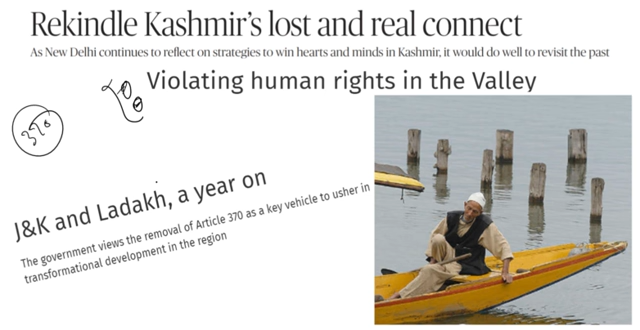 Rekindle Kashmir's lost and real connect
As New Delhi continues to reflect on strategies to win hearts and minds in Kashmir, it would do well to revisit the past
Violating human rights in the Valley
370
J&K and Ladakh, a year on
The government views the removal of Article 370 as a key vehicle to usher in
transformational development in the region